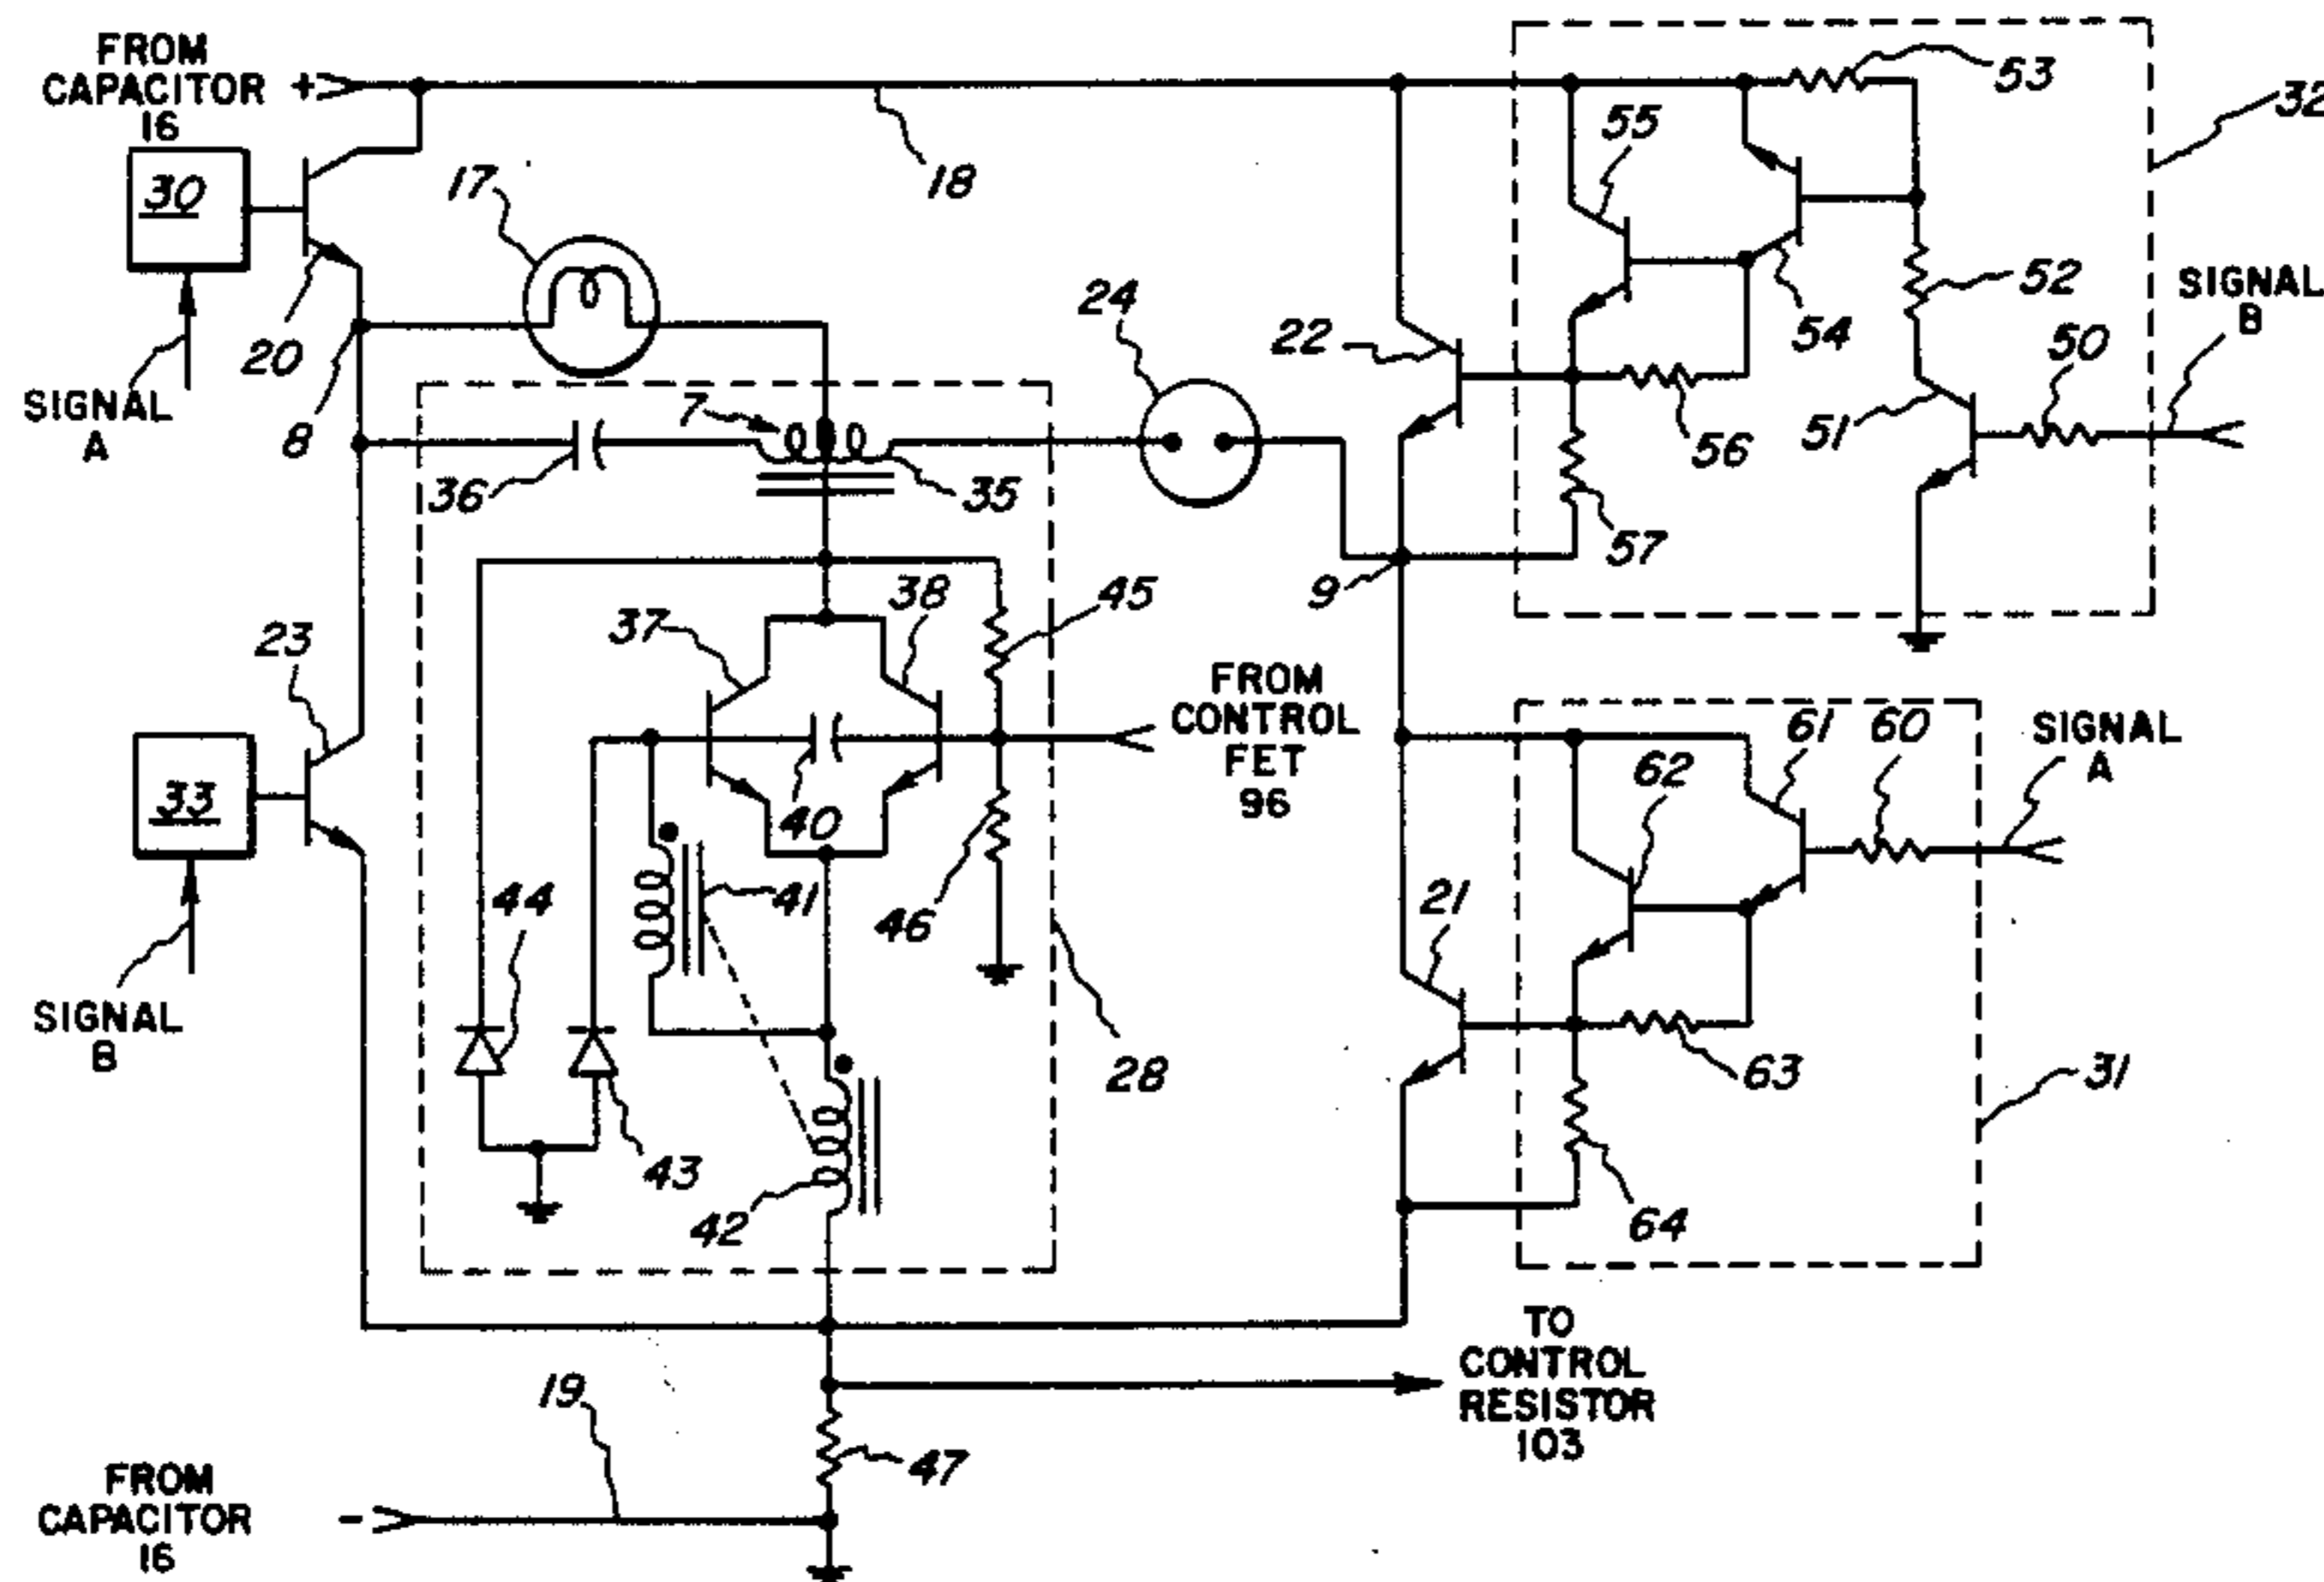 FROM
CAPACITOR +
16
30
SIGNAL
A
20
8
17
18
7
36
35
24
22
9
55
53
32
54
52
SIGNAL
B
50
51
56
57
23
33
SIGNAL
B
37
38
45
40
FROM
CONTROL
FET
96
46
44
41
43
42
28
21
62
61
60
SIGNAL
A
63
64
31
TO
CONTROL
RESISTOR
103
19
47
FROM
CAPACITOR -
16